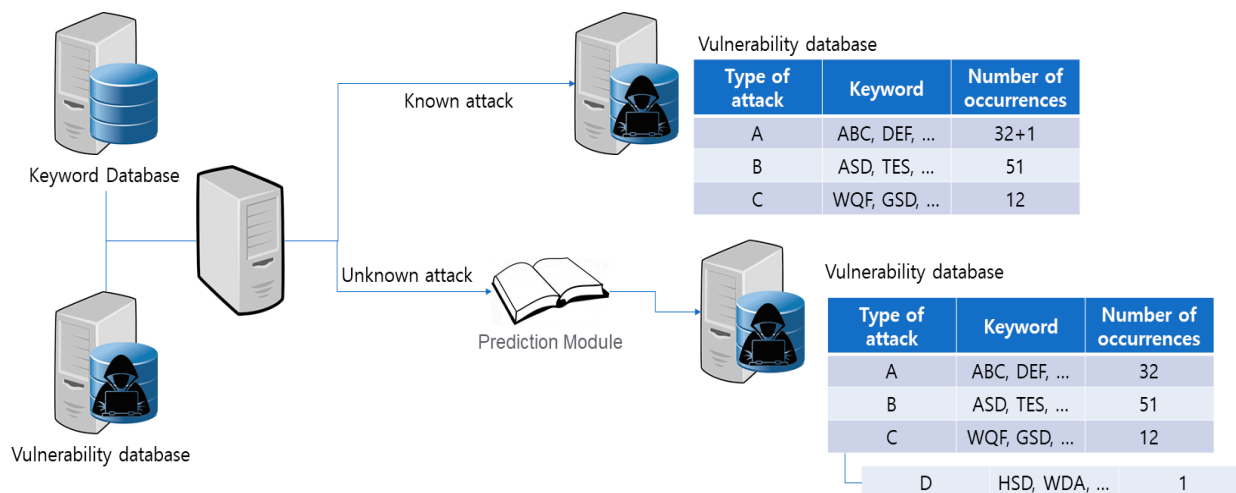 Keyword Database
Vulnerability database
Known attack
Unknown attack
Prediction Module
Vulnerability database
Type of attack Keyword Number of occurrences
A ABC, DEF, ... 32+1
B ASD, TES, ... 51
C WQF, GSD, ... 12
Vulnerability database
Type of attack Keyword Number of occurrences
A ABC, DEF, ... 32
B ASD, TES, ... 51
C WQF, GSD, ... 12
D HSD, WDA, ... 1